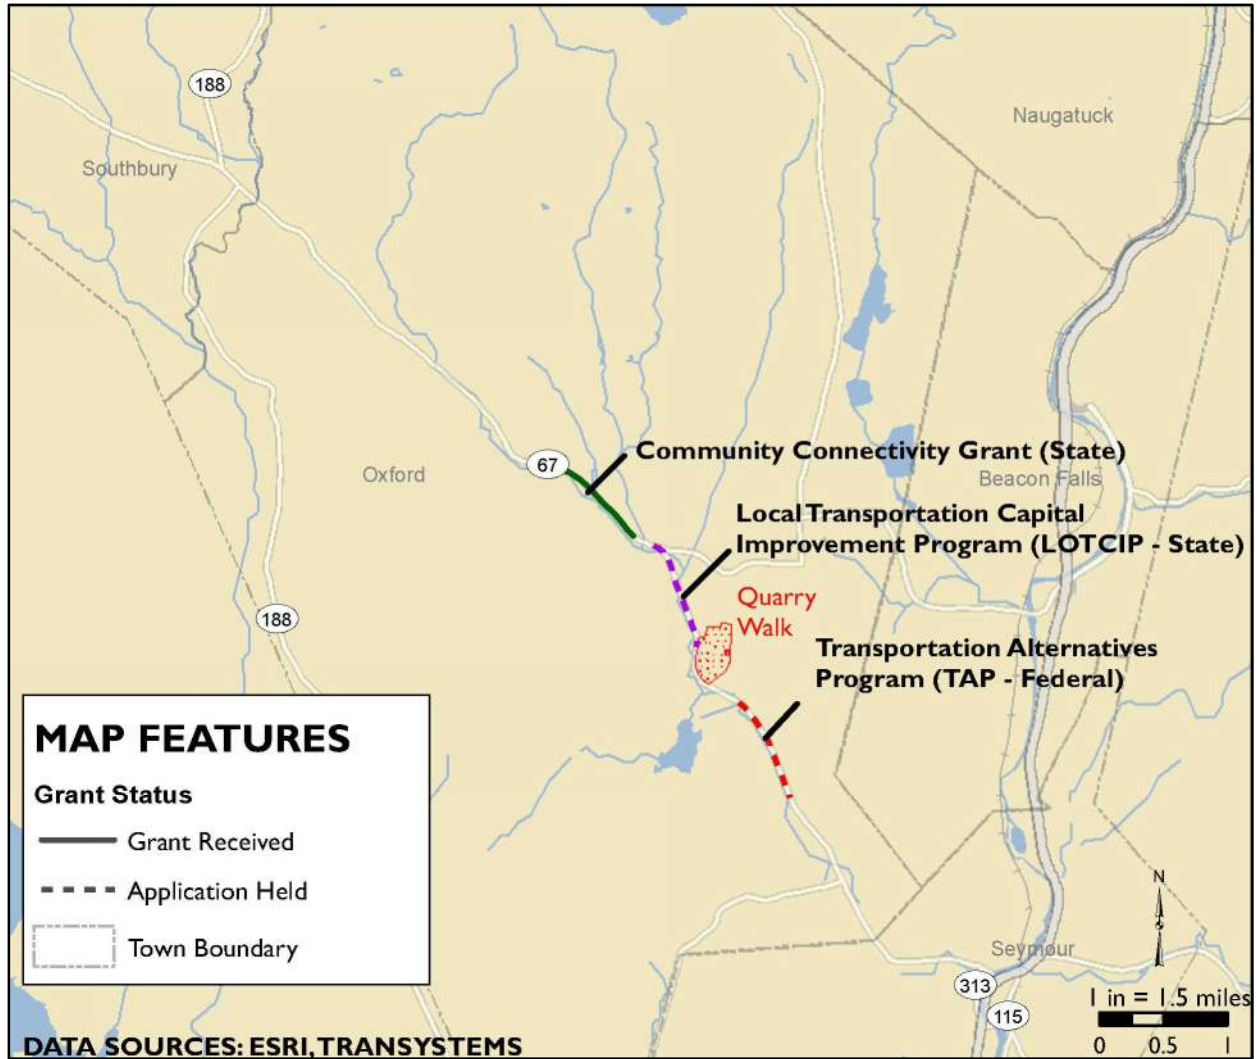 188
Naugatuck
Southbury
67
Community Connectivity Grant (State)
Oxford
Beacon Falls
Local Transportation Capital
Improvement Program (LOTCIP - State)
Quarry
Walk
188
Transportation Alternatives
Program (TAP - Federal)
MAP FEATURES
Grant Status
Grant Received
Application Held
Town Boundary
N
Seymour
313
115
1 in = 1.5 miles
0 0.5 1
DATA SOURCES: ESRI, TRANSYSTEMS